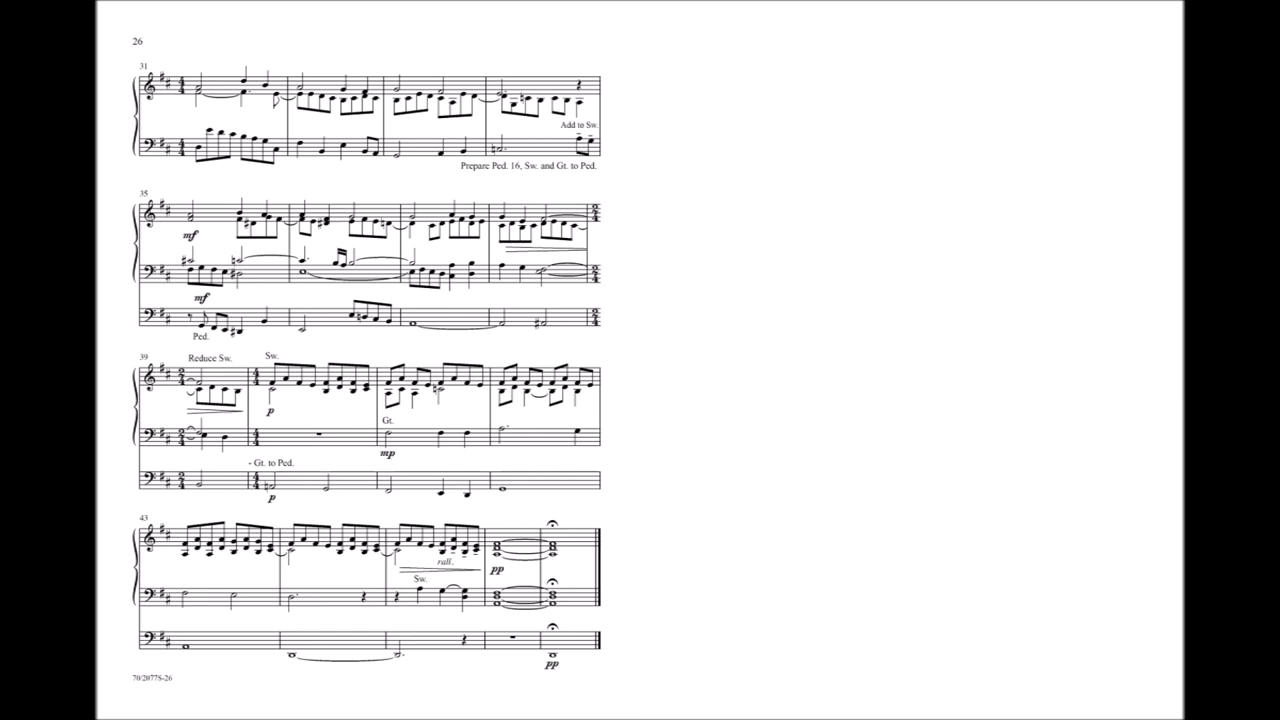 26
31
Add to Sw.
Prepare Ped. 16, Sw. and Gt. to Ped.
35
mf
mf
Ped.
39
Reduce Sw.
Sw.
p
Gt.
mp
- Gt. to Ped.
p
43
rall.
Sw.
pp
pp
70/2077S-26